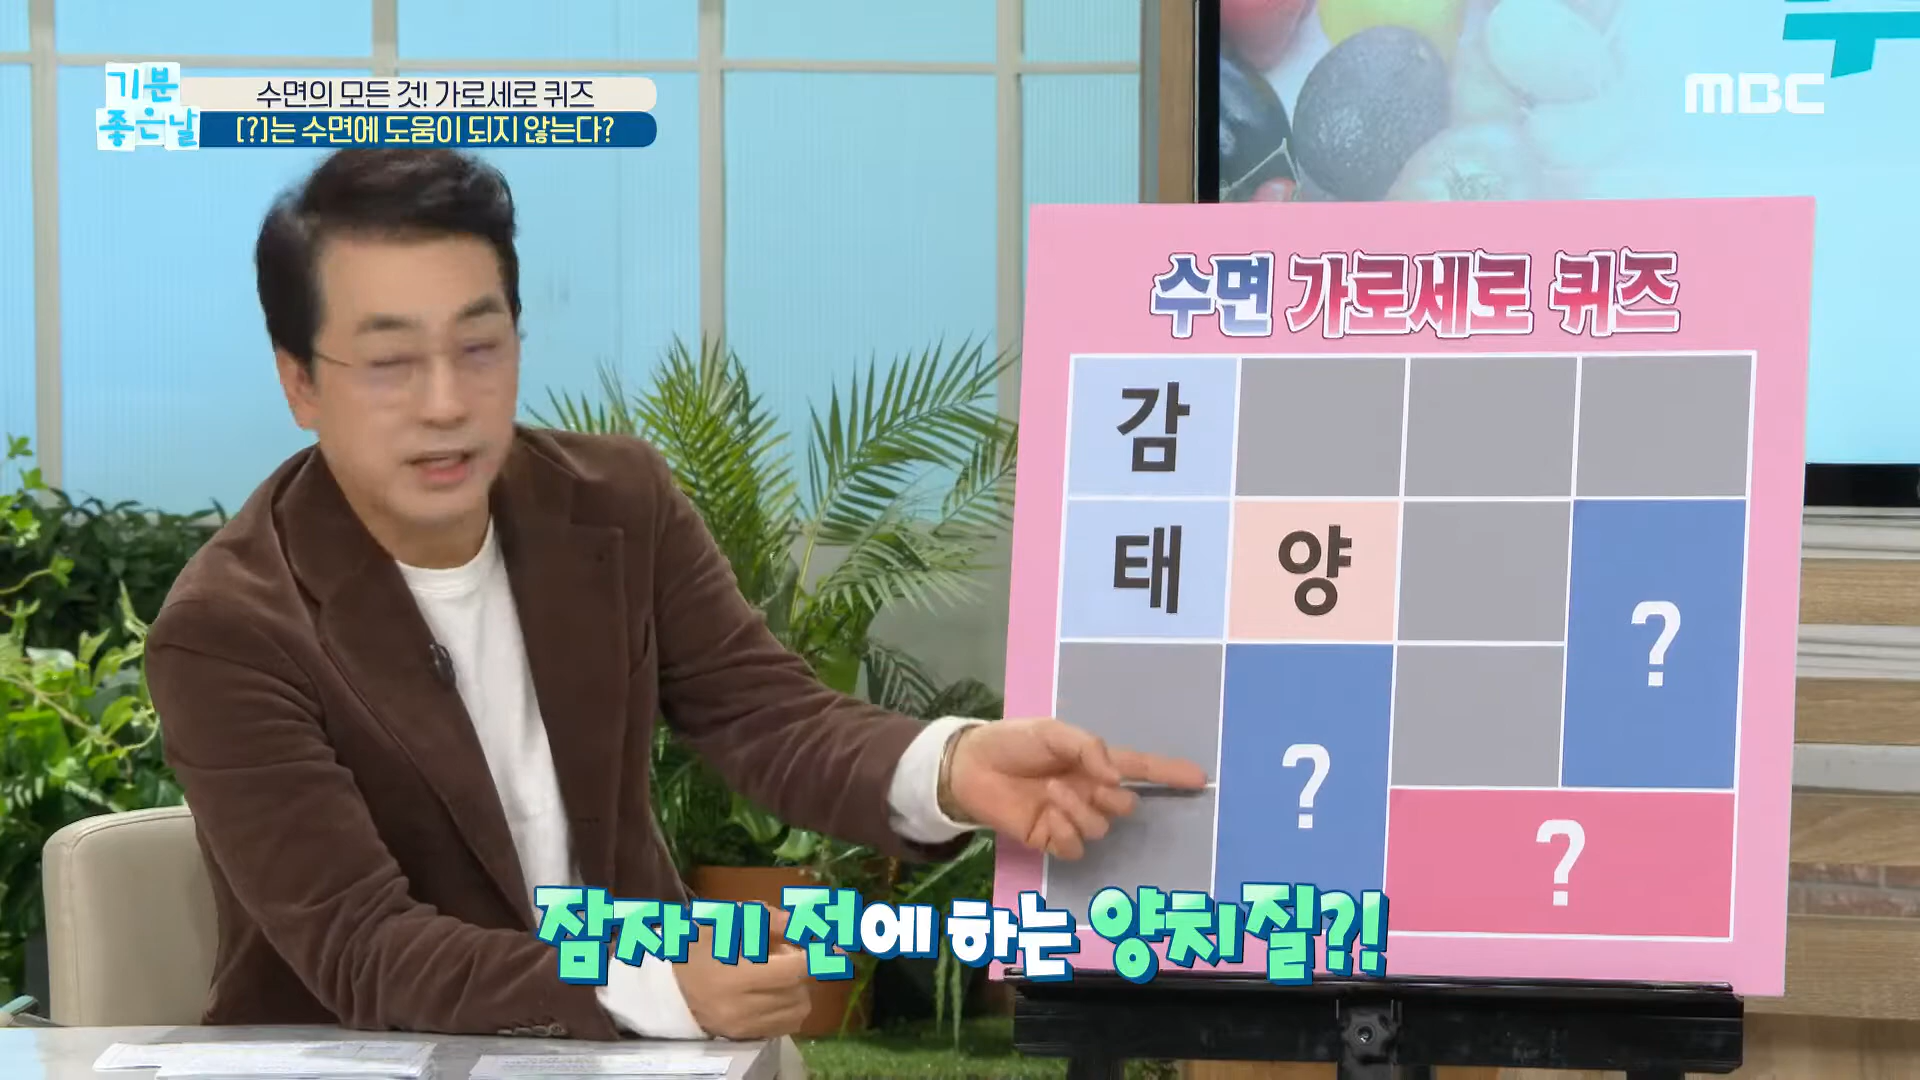 기분
좋은날
수면의 모든 것! 가로세로 퀴즈
[?]는 수면에 도움이 되지 않는다?
MBC
수면 가로세로 퀴즈
감
태 양
?
?
?
잠자기 전에 하는 양치질?!